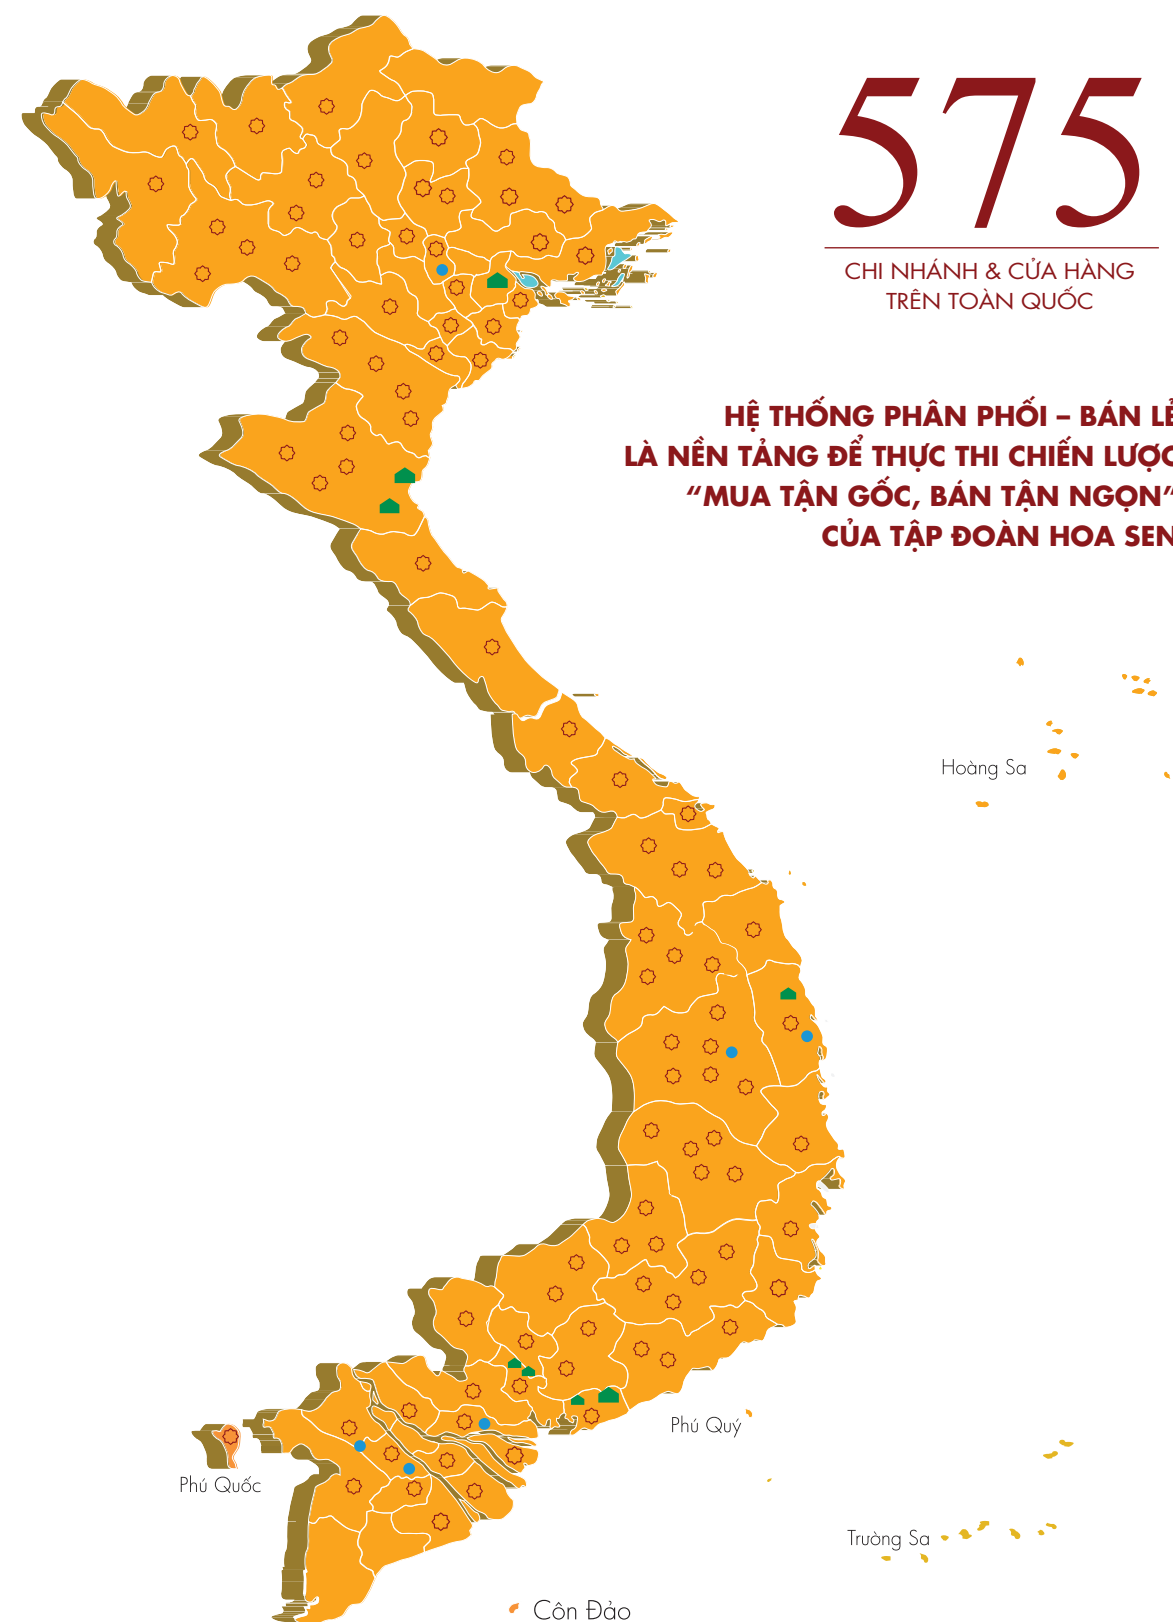 575
CHI NHÁNH & CỬA HÀNG
TRÊN TOÀN QUỐC
HỆ THỐNG PHÂN PHỐI – BÁN LẺ
LÀ NỀN TẢNG ĐỂ THỰC THI CHIẾN LƯỢC
“MUA TẬN GỐC, BÁN TẬN NGỌN”
CỦA TẬP ĐOÀN HOA SEN
Hoàng Sa
Phú Quý
Phú Quốc
Trường Sa
Côn Đảo